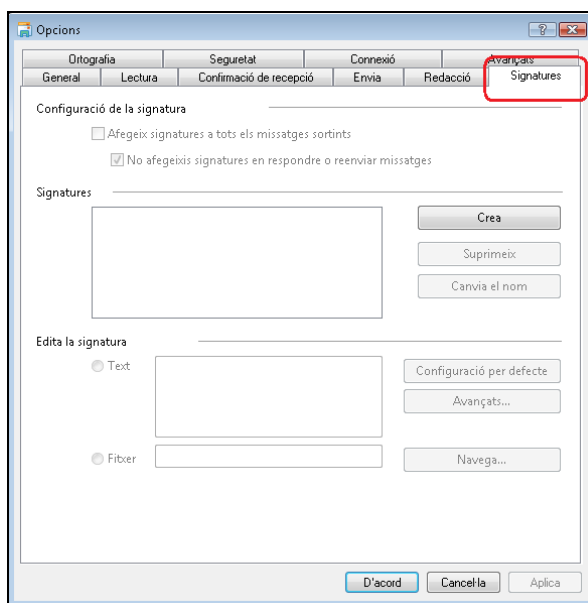 Opcions
Ortografia Seguretat Connexió Avançats
General Lectura Confirmació de recepció Envia Redacció Signatures
Configuració de la signatura
Afegeix signatures a tots els missatges sortints
No afegeixis signatures en respondre o reenviar missatges
Signatures
Crea
Suprimeix
Canvia el nom
Edita la signatura
Text
Configuració per defecte
Avançats...
Fitxer
Navega...
D'acord Cancel·la Aplica